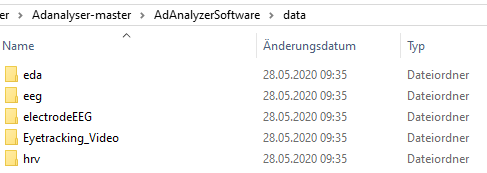 er > Adanalyser-master > AdAnalyzerSoftware > data
Name Änderungsdatum Typ
eda 28.05.2020 09:35 Dateiordner
eeg 28.05.2020 09:35 Dateiordner
electrodeEEG 28.05.2020 09:35 Dateiordner
Eyetracking_Video 28.05.2020 09:35 Dateiordner
hrv 28.05.2020 09:35 Dateiordner